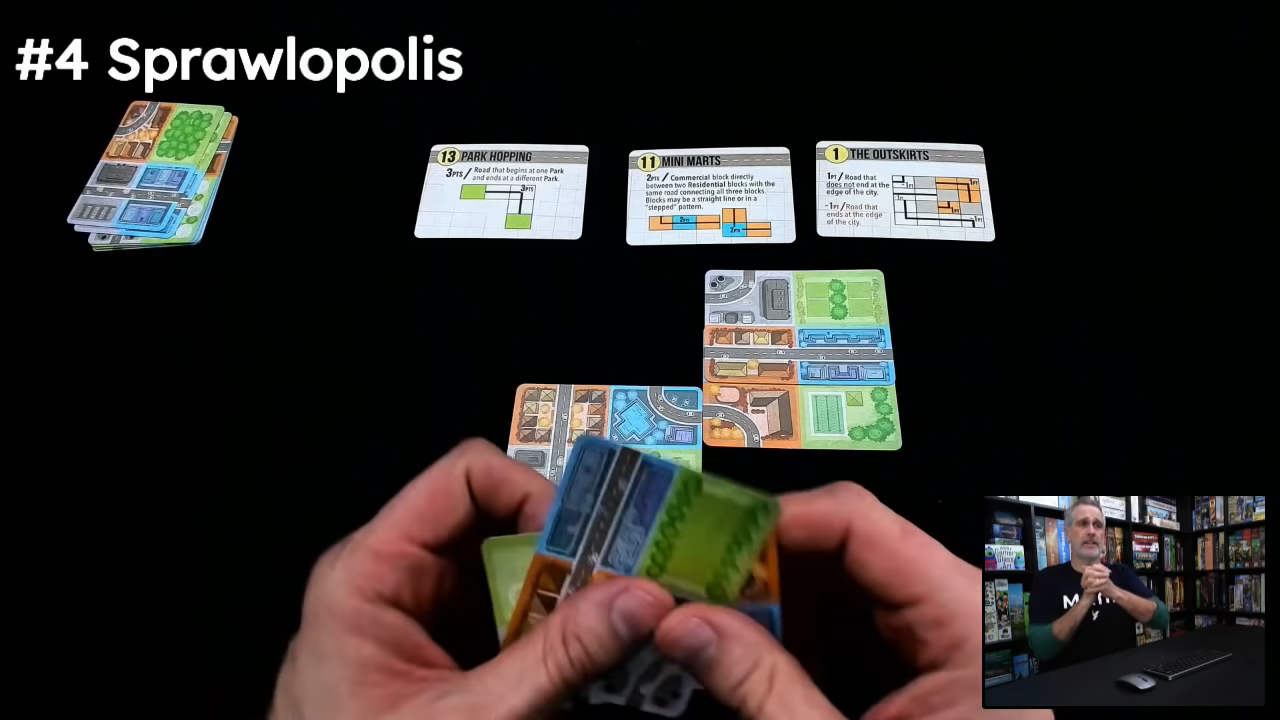 #4 Sprawlopolis
13 PARK HOPPING
3PTS / Road that begins at one Park
and ends at a different Park.
3PTS
11 MINI MARTS
2PTS / Commercial block directly
between two Residential blocks with the
same road connecting all three blocks.
Blocks may be a straight line or in a
"stepped" pattern.
2PTS
2PTS
1 THE OUTSKIRTS
1PT / Road that
does not end at the
edge of the city.
-1PT / Road that
ends at the edge
of the city.